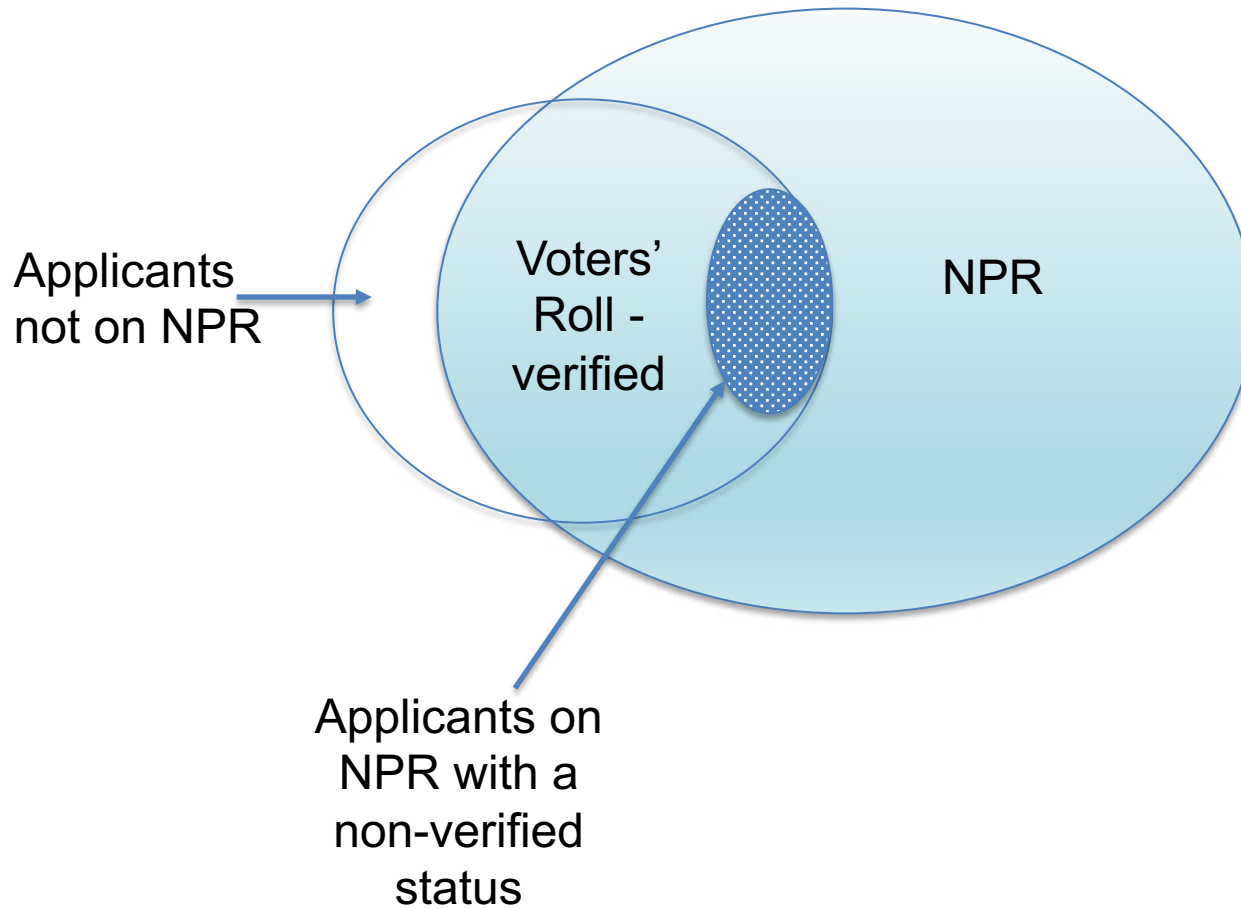 Applicants
not on NPR
Voters’
Roll -
verified
NPR
Applicants on
NPR with a
non-verified
status